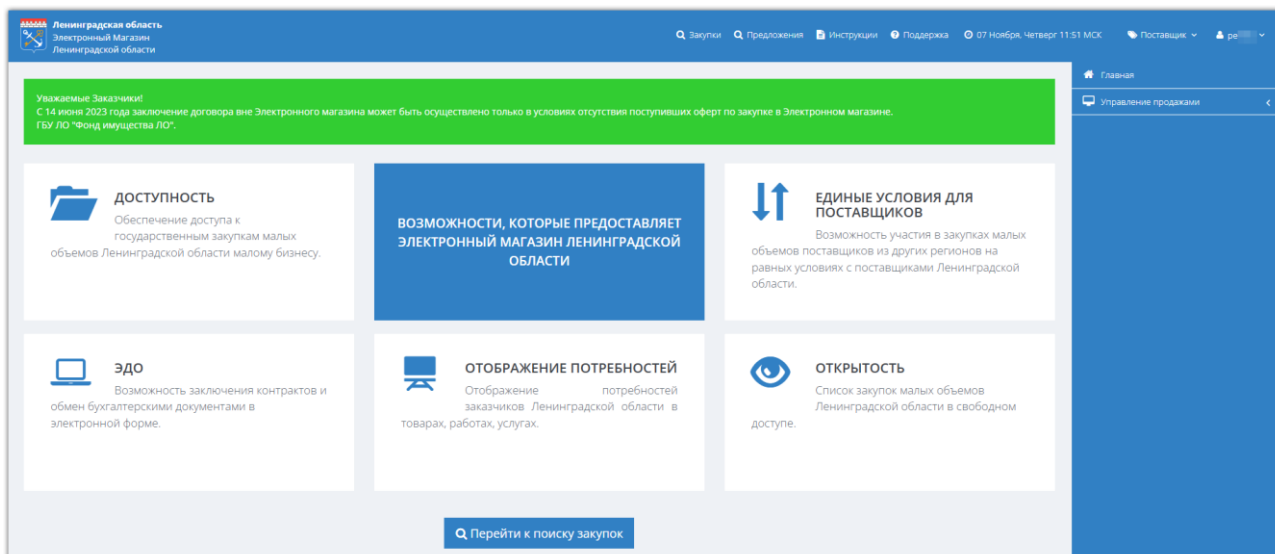 Ленинградская область
Электронный Магазин
Ленинградской области
Закупки Предложения Инструкции Поддержка 07 Ноября, Четверг 11:51 МСК Поставщик ре
Главная
Управление продажами
Уважаемые Заказчики!
С 14 июня 2023 года заключение договора вне Электронного магазина может быть осуществлено только в условиях отсутствия поступивших оферт по закупке в Электронном магазине.
ГБУ ЛО "Фонд имущества ЛО".
ДОСТУПНОСТЬ
Обеспечение доступа к
государственным закупкам малых
объемов Ленинградской области малому бизнесу.
ВОЗМОЖНОСТИ, КОТОРЫЕ ПРЕДОСТАВЛЯЕТ
ЭЛЕКТРОННЫЙ МАГАЗИН ЛЕНИНГРАДСКОЙ
ОБЛАСТИ
ЕДИНЫЕ УСЛОВИЯ ДЛЯ
ПОСТАВЩИКОВ
Возможность участия в закупках малых
объемов поставщиков из других регионов на
равных условиях с поставщиками Ленинградской
области.
ЭДО
Возможность заключения контрактов и
обмен бухгалтерскими документами в
электронной форме.
ОТОБРАЖЕНИЕ ПОТРЕБНОСТЕЙ
Отображение потребностей
заказчиков Ленинградской области в
товарах, работах, услугах.
ОТКРЫТОСТЬ
Список закупок малых объемов
Ленинградской области в свободном
доступе.
Перейти к поиску закупок